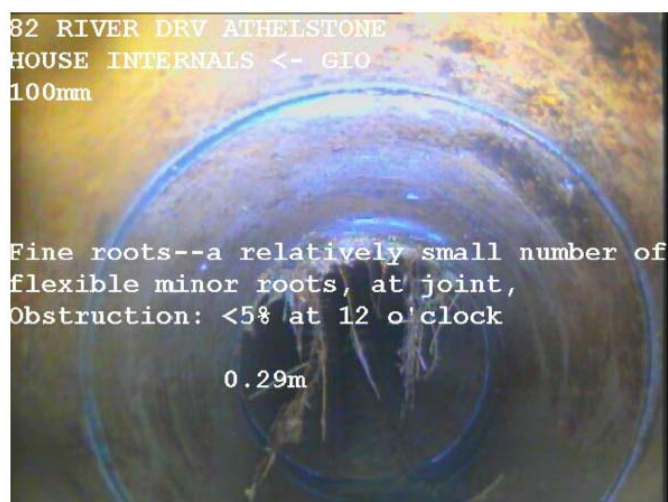 82 RIVER DRV ATHELSTONE
HOUSE INTERNALS <- GIO
100mm
Fine roots--a relatively small number of
flexible minor roots, at joint,
Obstruction: <5% at 12 o'clock
0.29m